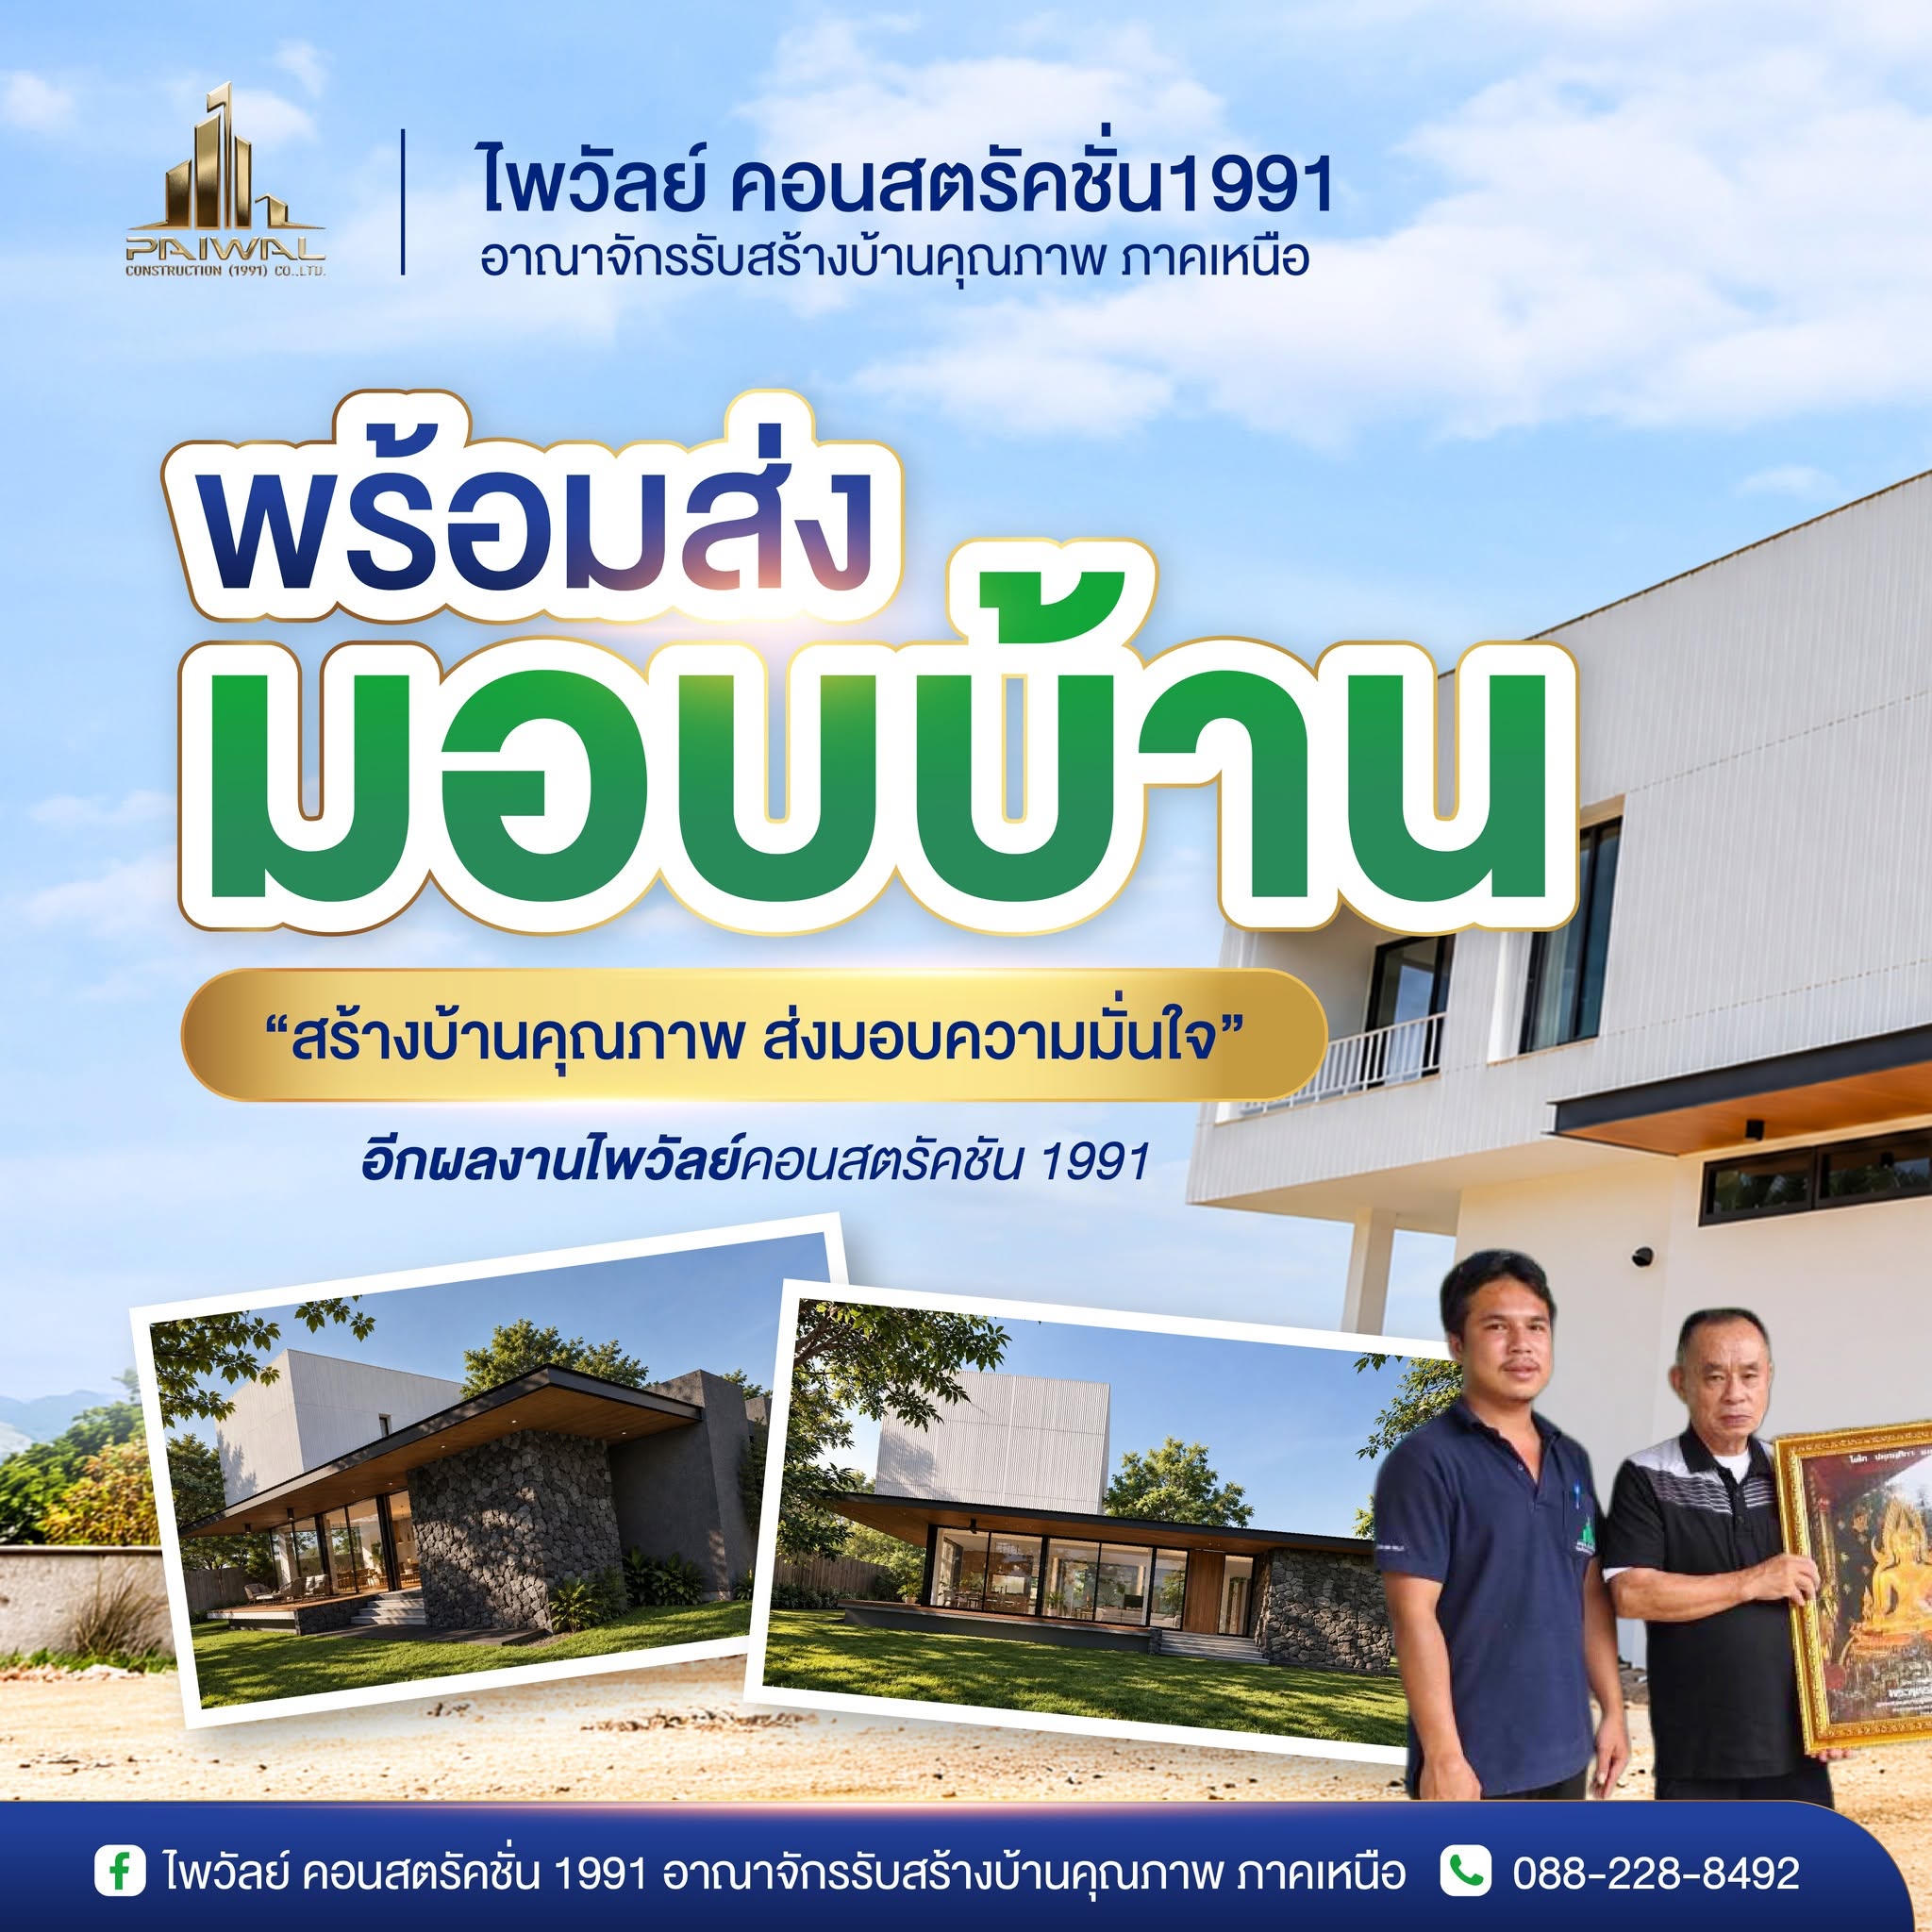 PAIWAL
CONSTRUCTION (1991) CO.,LTD.
ไพวัลย์ คอนสตรัคชั่น1991
อาณาจักรรับสร้างบ้านคุณภาพ ภาคเหนือ
พร้อมส่ง
มอบบ้าน
“สร้างบ้านคุณภาพ ส่งมอบความมั่นใจ”
อีกผลงานไพวัลย์คอนสตรัคชัน 1991
ไพวัลย์ คอนสตรัคชั่น 1991 อาณาจักรรับสร้างบ้านคุณภาพ ภาคเหนือ
088-228-8492